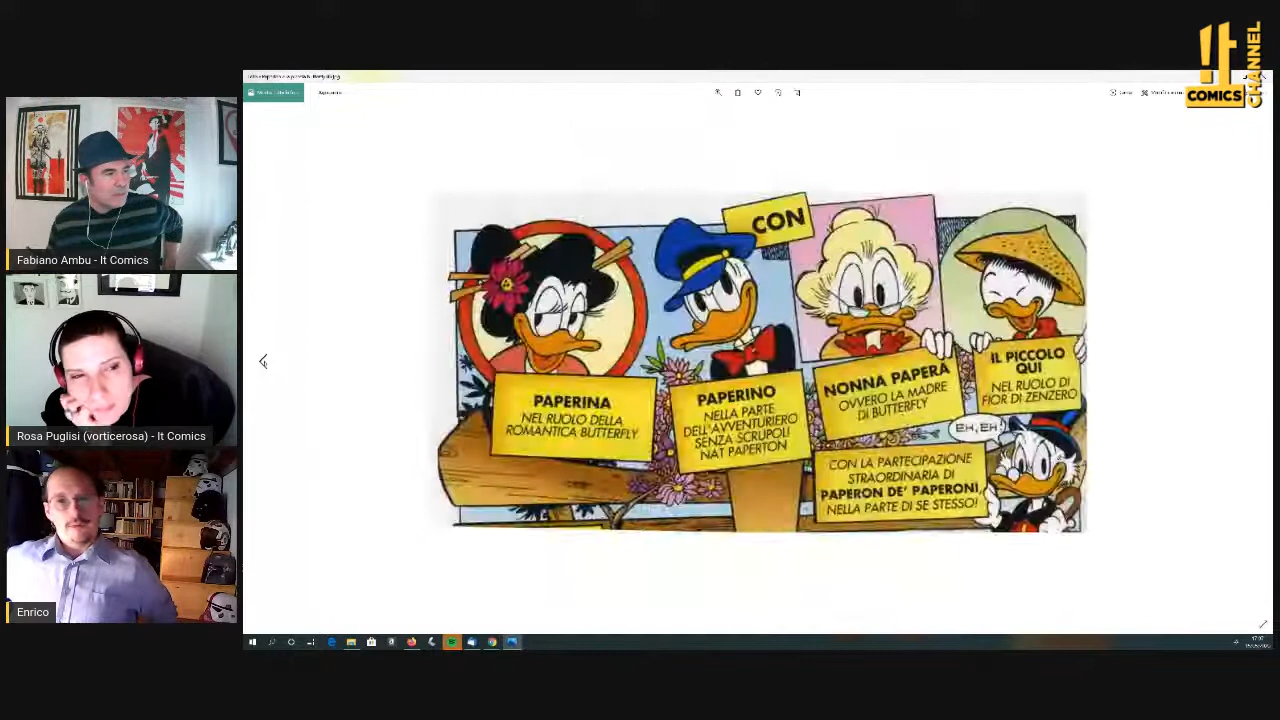 It
COMICS
CHANNEL
Fabiano Ambu - It Comics
Rosa Puglisi (vorticerosa) - It Comics
Enrico
CON
PAPERINA
NEL RUOLO DELLA
ROMANTICA BUTTERFLY
PAPERINO
NELLA PARTE
DELL'AVVENTURIERO
SENZA SCRUPOLI
NAT PAPERTON
NONNA PAPERA
OVVERO LA MADRE
DI BUTTERFLY
IL PICCOLO
QUI
NEL RUOLO DI
FIOR DI ZENZERO
EH, EH!
CON LA PARTECIPAZIONE
STRAORDINARIA DI
PAPERON DE' PAPERONI,
NELLA PARTE DI SE STESSO!